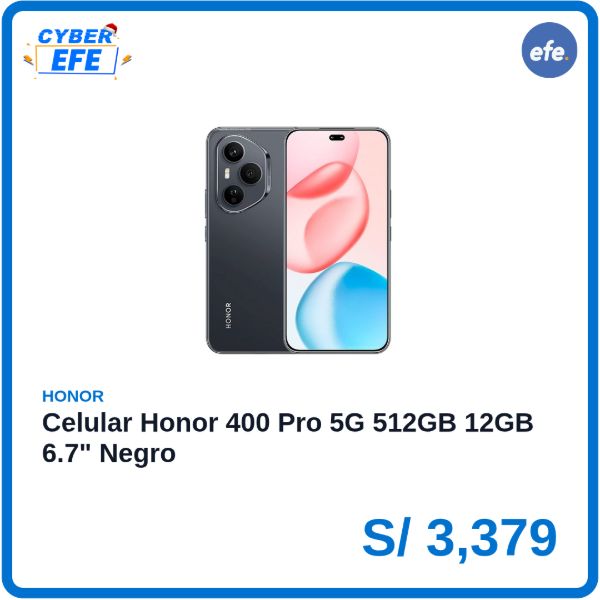 CYBER
EFE
efe.
HONOR
HONOR
Celular Honor 400 Pro 5G 512GB 12GB
6.7" Negro
S/ 3,379